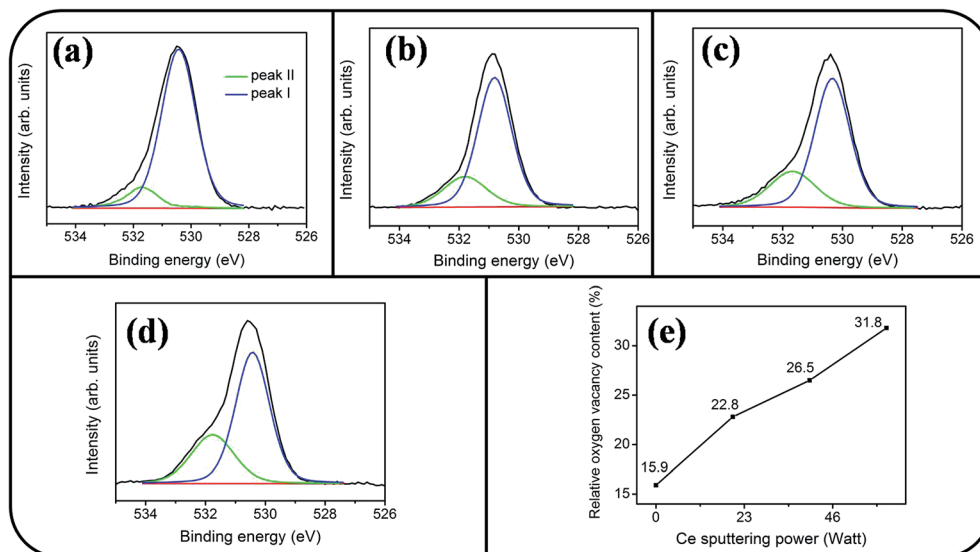 (a)
peak II
peak I
Intensity (arb. units)
534 532 530 528 526
Binding energy (eV)
(b)
Intensity (arb. units)
534 532 530 528 526
Binding energy (eV)
(c)
Intensity (arb. units)
534 532 530 528 526
Binding energy (eV)
(d)
Intensity (arb. units)
534 532 530 528 526
Binding energy (eV)
(e)
Relative oxygen vacancy content (%)
30
25
20
15
15.9
22.8
26.5
31.8
0 23 46
Ce sputtering power (Watt)